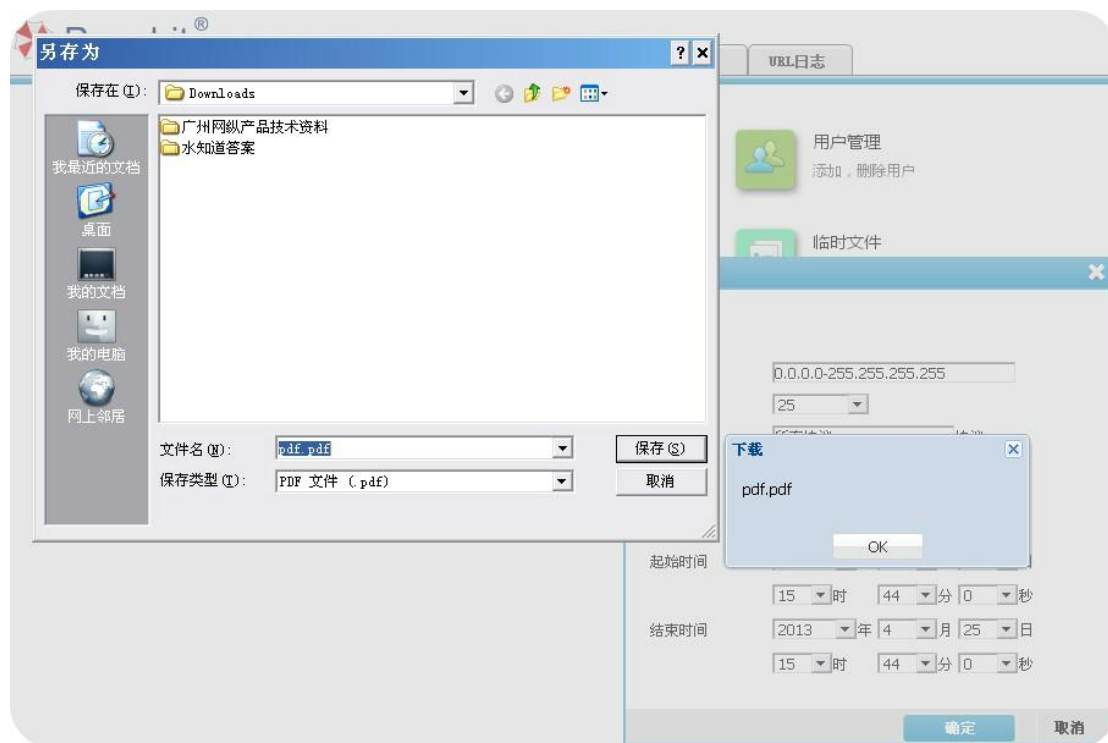 ®
另存为
URL日志
保存在(I):
Downloads
广州网纵产品技术资料
水知道答案
我最近的文档
桌面
我的文档
我的电脑
网上邻居
用户管理
添加，删除用户
临时文件
0.0.0.0-255.255.255.255
25
文件名(N):
pdf.pdf
保存(S)
保存类型(T):
PDF 文件 (.pdf)
取消
下载
pdf.pdf
OK
起始时间
15 时 44 分 0 秒
结束时间
2013 年 4 月 25 日
15 时 44 分 0 秒
确定
取消